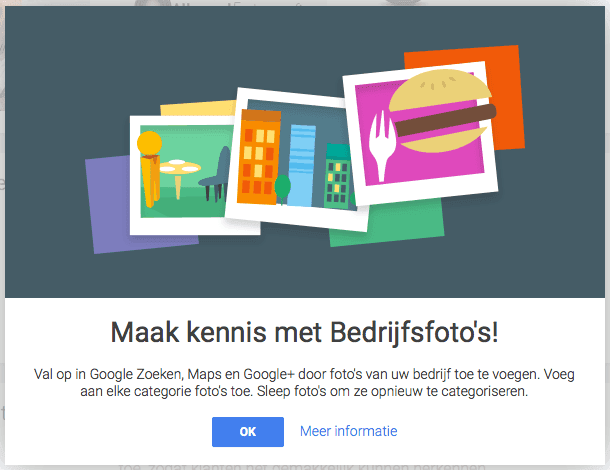 Maak kennis met Bedrijfsfoto's!
Val op in Google Zoeken, Maps en Google+ door foto's van uw bedrijf toe te voegen. Voeg
aan elke categorie foto's toe. Sleep foto's om ze opnieuw te categoriseren.
OK
Meer informatie